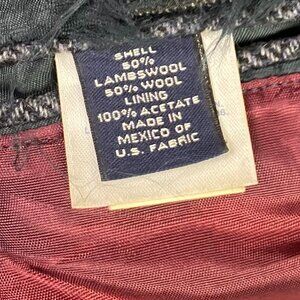 SHELL
50%
LAMBSWOOL
50% WOOL
LINING
100% ACETATE
MADE IN
MEXICO OF
U.S. FABRIC